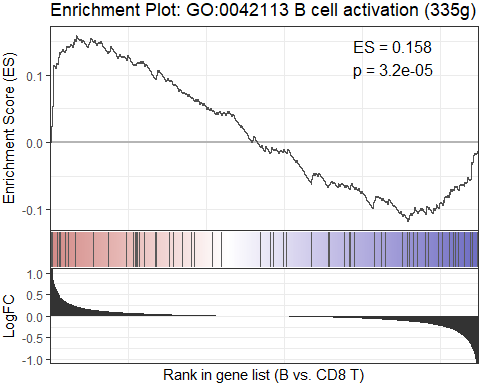 Enrichment Plot: GO:0042113 B cell activation (335g)
ES = 0.158
p = 3.2e-05
Enrichment Score (ES)
0.1
0.0
-0.1
LogFC
1.0
0.5
0.0
-0.5
-1.0
Rank in gene list (B vs. CD8 T)